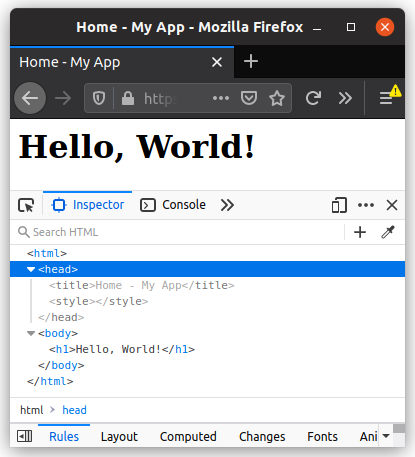 Home - My App - Mozilla Firefox
Home - My App
https
Hello, World!
Inspector Console
Search HTML
<html>
<head>
<title>Home - My App</title>
<style></style>
</head>
<body>
<h1>Hello, World!</h1>
</body>
</html>
html > head
Rules Layout Computed Changes Fonts Ani